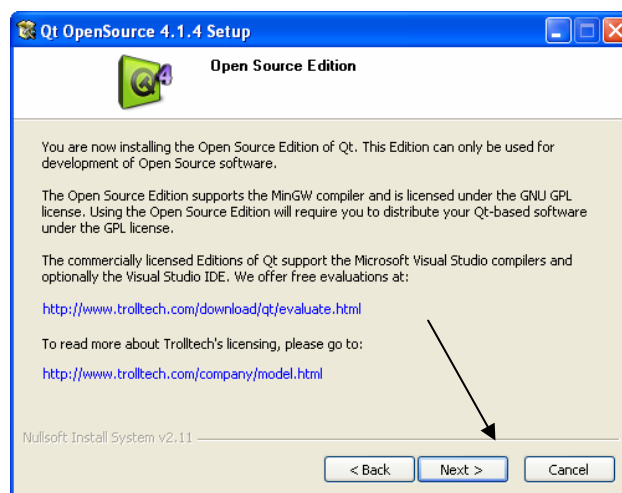 Qt OpenSource 4.1.4 Setup
Open Source Edition
You are now installing the Open Source Edition of Qt. This Edition can only be used for
development of Open Source software.
The Open Source Edition supports the MinGW compiler and is licensed under the GNU GPL
license. Using the Open Source Edition will require you to distribute your Qt-based software
under the GPL license.
The commercially licensed Editions of Qt support the Microsoft Visual Studio compilers and
optionally the Visual Studio IDE. We offer free evaluations at:
http://www.trolltech.com/download/qt/evaluate.html
To read more about Trolltech's licensing, please go to:
http://www.trolltech.com/company/model.html
Nullsoft Install System v2.11
< Back Next > Cancel